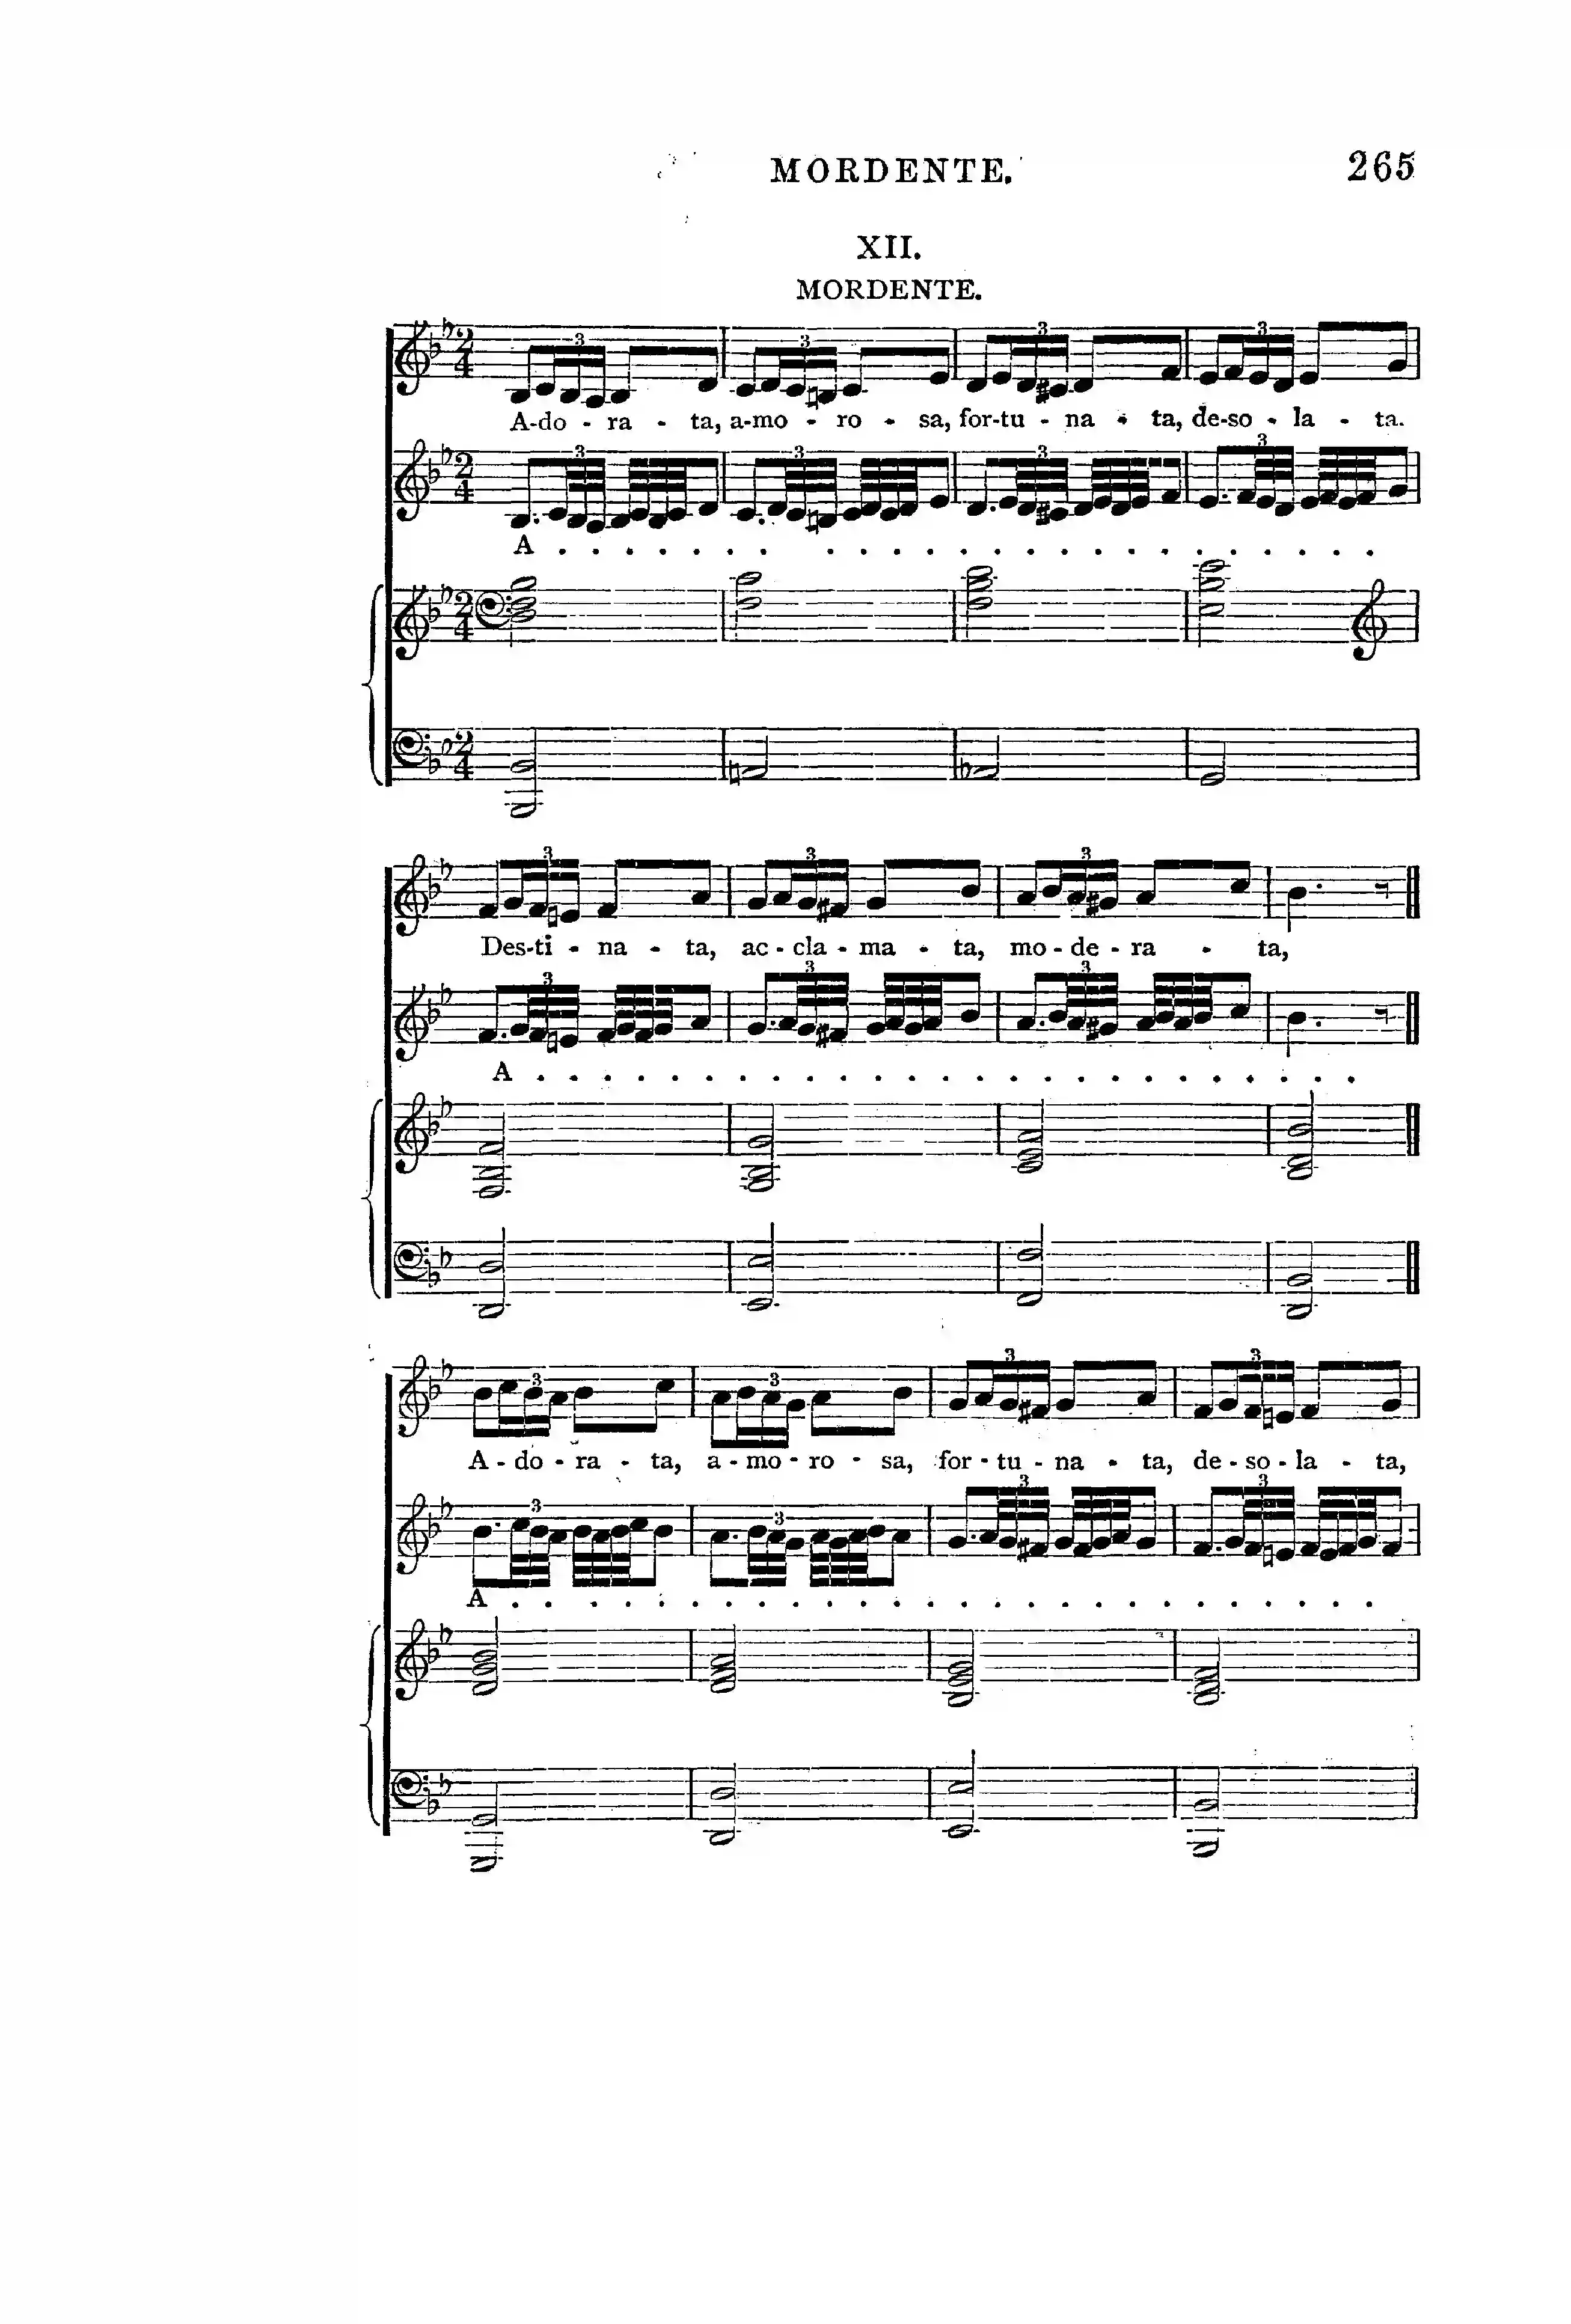 MORDENTE. 265
XII.
MORDENTE.
A-do - ra - ta, a-mo - ro - sa, for-tu - na - ta, de-so - la - ta.
A . . . . . . . . . . . . . . . . . . . . . . . .
Des-ti - na - ta, ac - cla - ma - ta, mo - de - ra - ta,
A . . . . . . . . . . . . . . . . . . . . . . . . .
A - do - ra - ta, a - mo - ro - sa, for - tu - na - ta, de - so - la - ta,
A . . . . . . . . . . . . . . . . . . . . . . . . . .